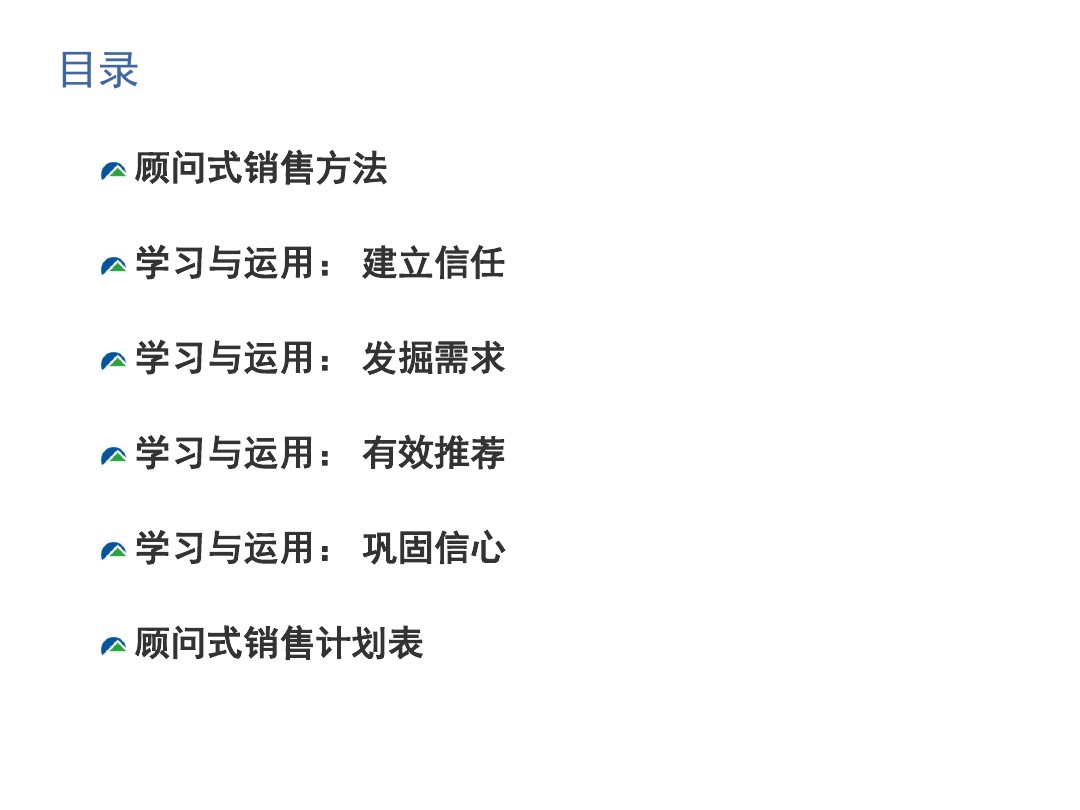 目录
顾问式销售方法
学习与运用： 建立信任
学习与运用： 发掘需求
学习与运用： 有效推荐
学习与运用： 巩固信心
顾问式销售计划表